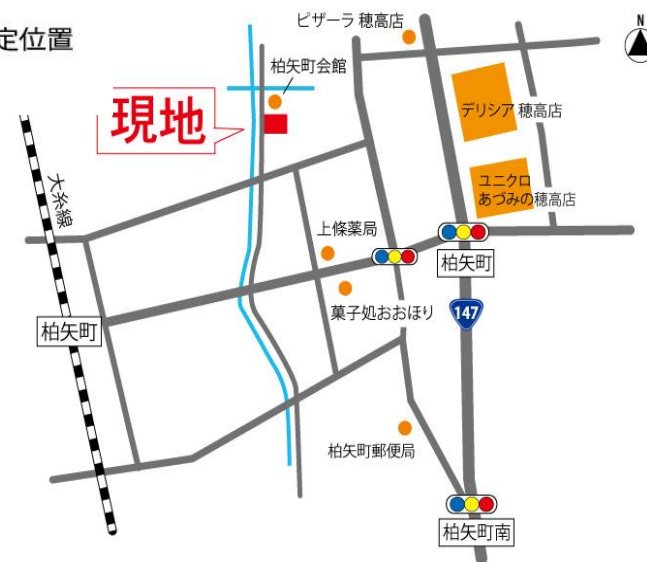 定位置
ピザーラ 穂高店
N
柏矢町会館
現地
デリシア 穂高店
大糸線
ユニクロ
あづみの穂高店
上條薬局
柏矢町
菓子処おおほり
147
柏矢町
柏矢町郵便局
柏矢町南